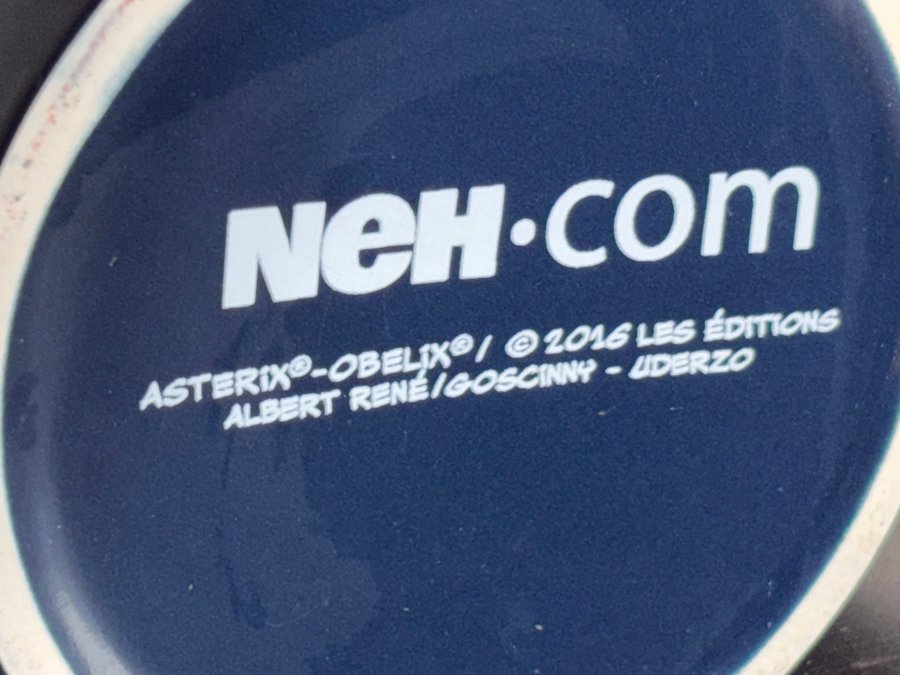 NeH·com
ASTERiX®-OBELiX®/ © 2016 LES ÉDITIONS
ALBERT RENÉ/GOSCINNY - UDERZO